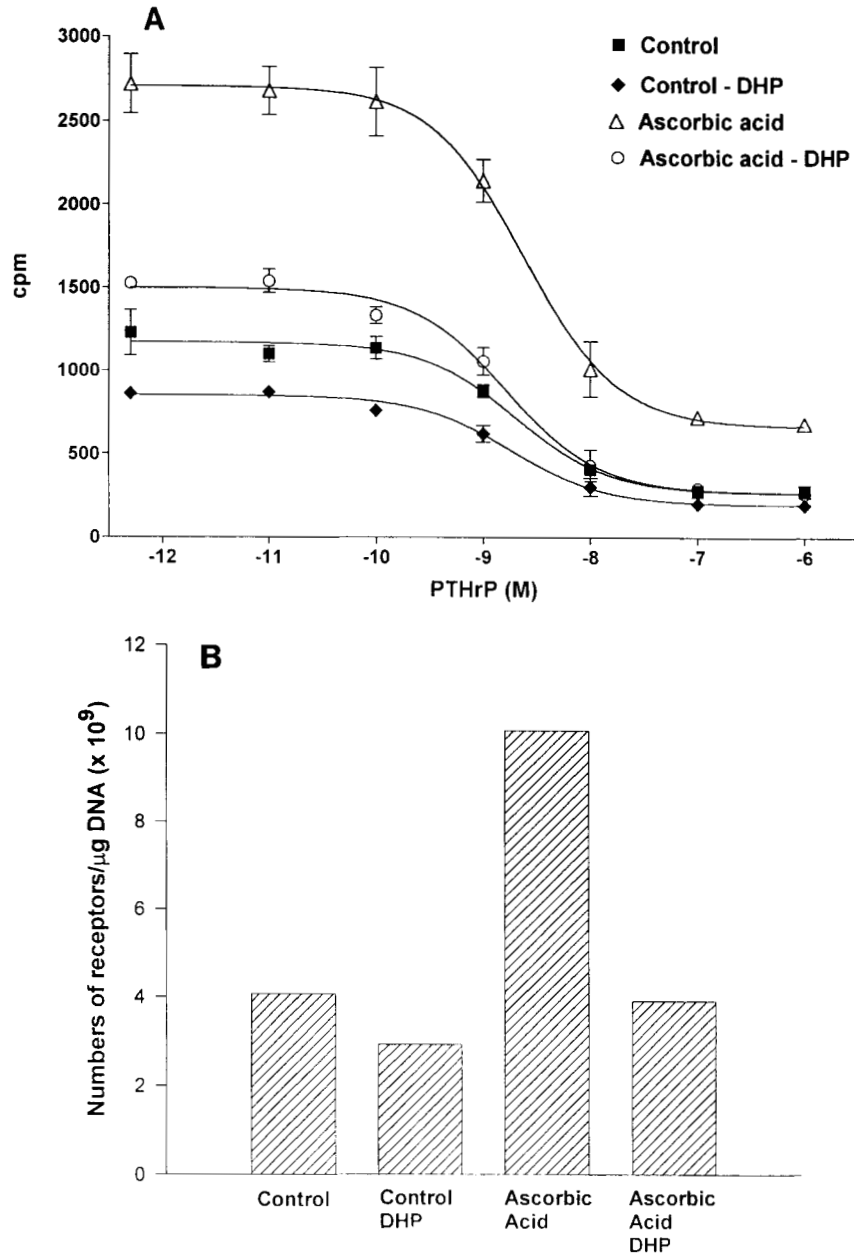 A
3000
2500
2000
1500
1000
500
0
cpm
-12
-11
-10
-9
-8
-7
-6
PTHrP (M)
Control
Control - DHP
Ascorbic acid
Ascorbic acid - DHP
B
12
10
8
6
4
2
0
Numbers of receptors/μg DNA (x 10⁹)
Control
Control
DHP
Ascorbic
Acid
Ascorbic
Acid
DHP